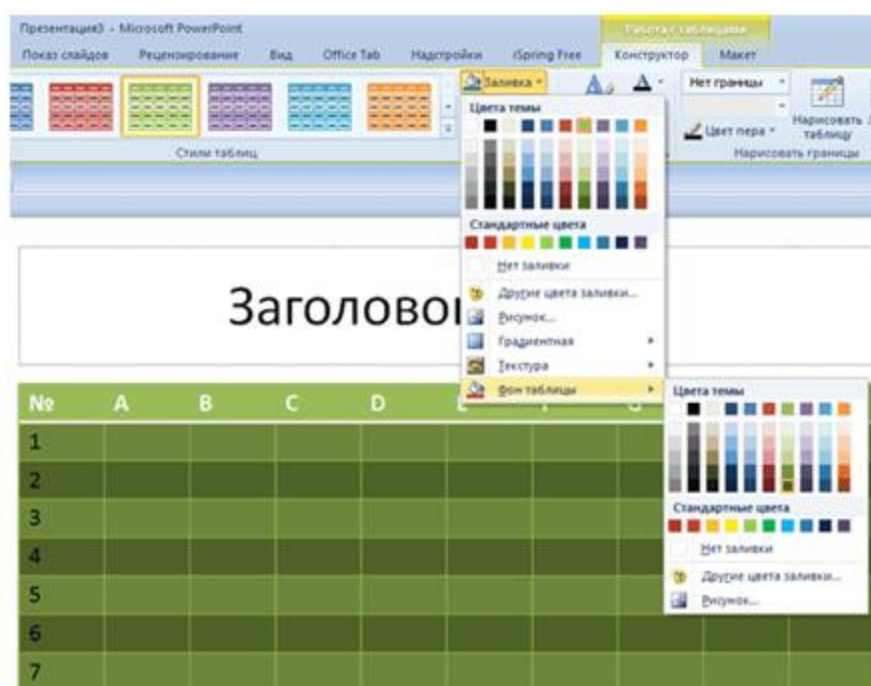 Презентация3 - Microsoft PowerPoint
Работа с таблицами
Показ слайдов Рецензирование Вид Office Tab Надстройки iSpring Free Конструктор Макет
Заливка
Нет границы
Цвет пера
Нарисовать таблицу
Стили таблиц
Нарисовать границы
Цвета темы
Стандартные цвета
Нет заливки
Другие цвета заливки...
Рисунок...
Градиентная
Текстура
Фон таблицы
Цвета темы
Стандартные цвета
Нет заливки
Другие цвета заливки...
Рисунок...
№ A B C D
1
2
3
4
5
6
7